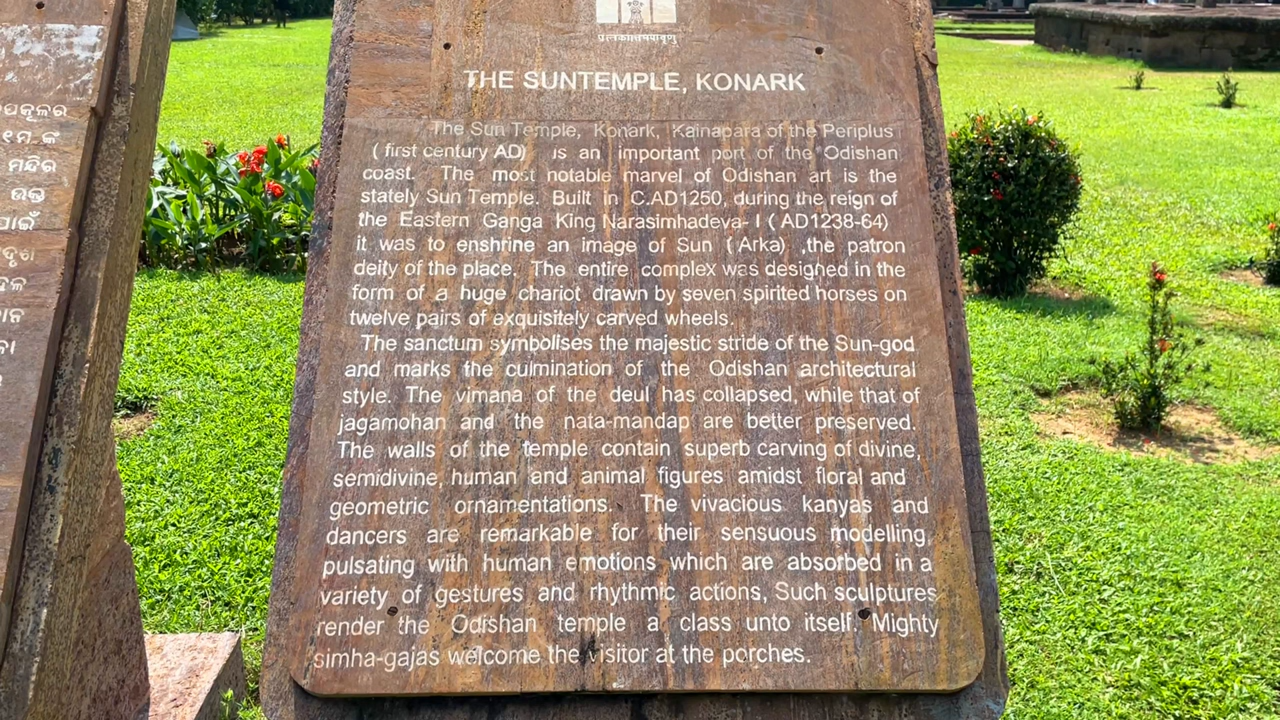 ପକୂଳର
୧ମ.ଙ୍କ
ମନ୍ଦିର
ଉକ୍ତ
ପାଇଁ
प्रत्नकीर्तिमपावृणु
THE SUNTEMPLE, KONARK
The Sun Temple, Konark, Kainapara of the Periplus
( first century AD) is an important port of the Odishan
coast. The most notable marvel of Odishan art is the
stately Sun Temple. Built in C.AD1250, during the reign of
the Eastern Ganga King Narasimhadeva- I ( AD1238-64)
it was to enshrine an image of Sun ( Arka) ,the patron
deity of the place. The entire complex was designed in the
form of a huge chariot drawn by seven spirited horses on
twelve pairs of exquisitely carved wheels.
The sanctum symbolises the majestic stride of the Sun-god
and marks the culmination of the Odishan architectural
style. The vimana of the deul has collapsed, while that of
jagamohan and the nata-mandap are better preserved.
The walls of the temple contain superb carving of divine,
semidivine, human and animal figures amidst floral and
geometric ornamentations. The vivacious kanyas and
dancers are remarkable for their sensuous modelling,
pulsating with human emotions which are absorbed in a
variety of gestures and rhythmic actions, Such sculptures
render the Odishan temple a class unto itself. Mighty
simha-gajas welcome the visitor at the porches.